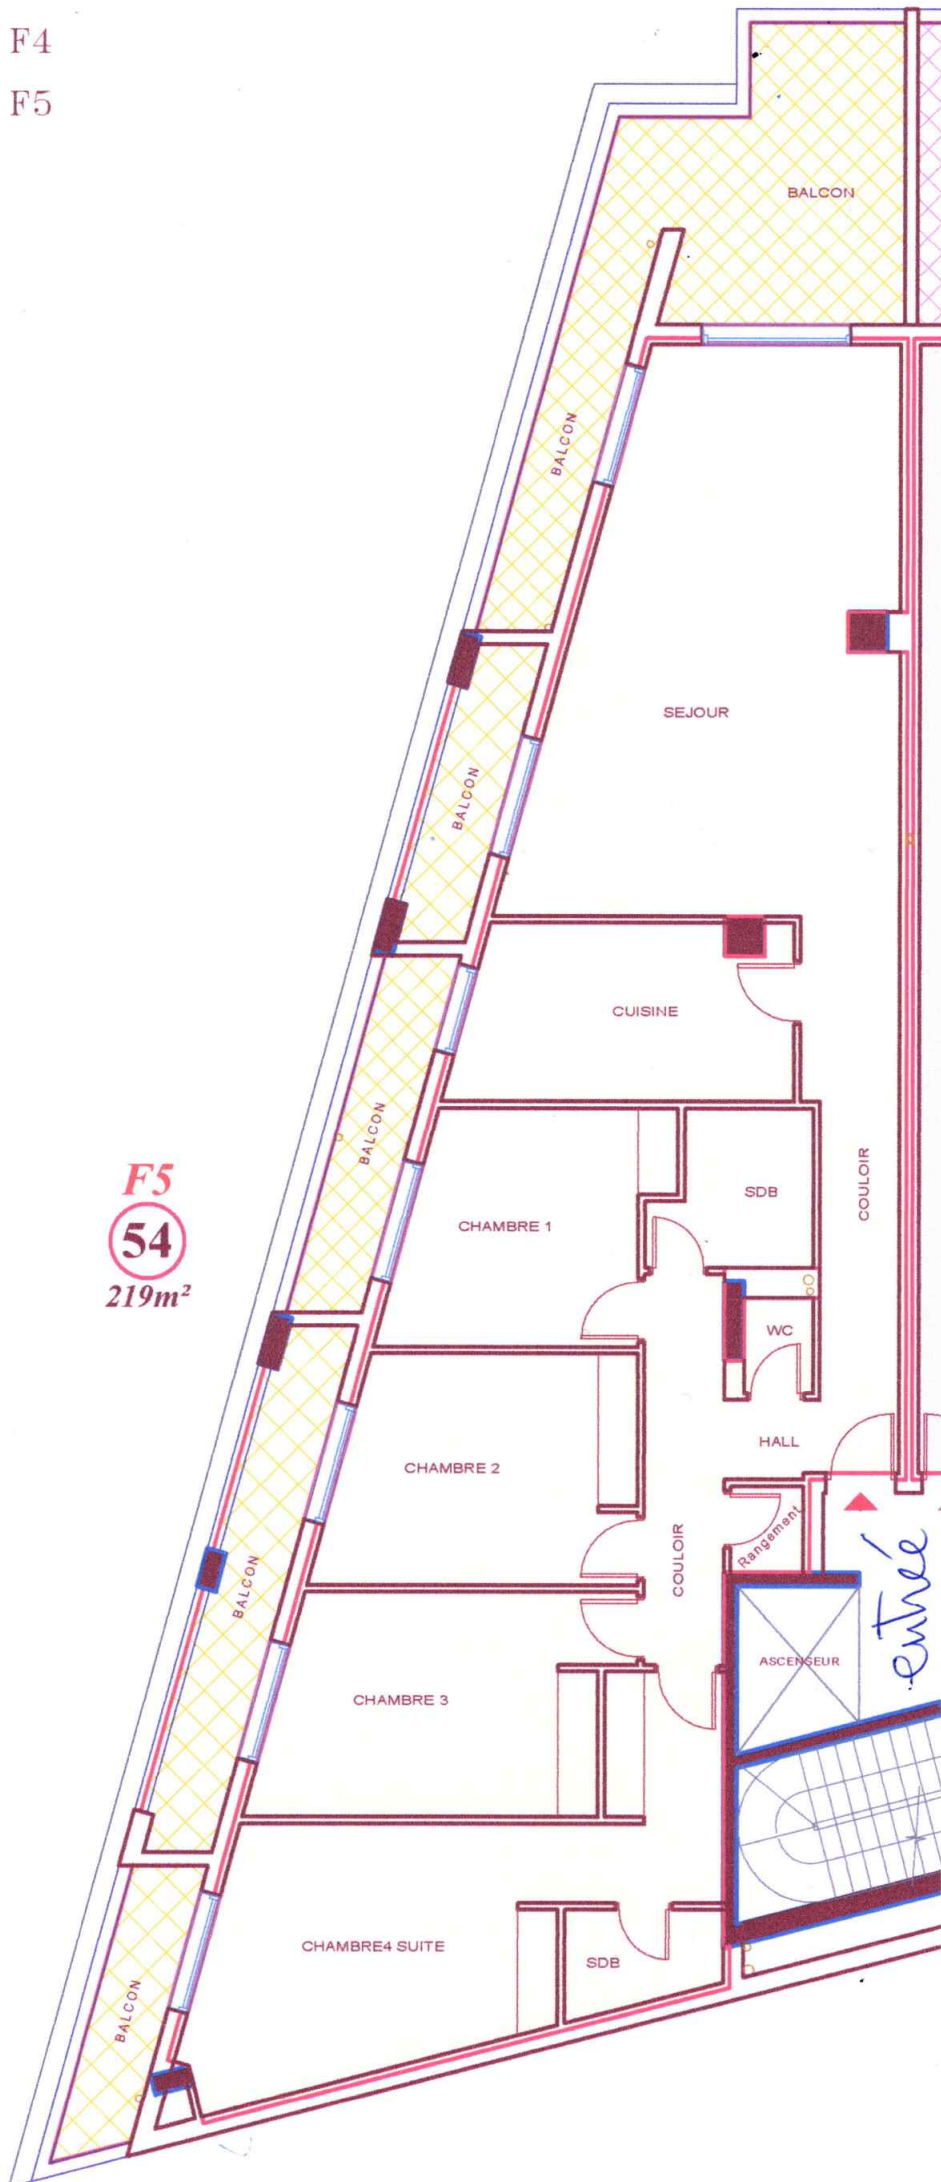 F4
F5
BALCON
BALCON
SEJOUR
BALCON
CUISINE
BALCON
COULOIR
F5
54
219m²
SDB
CHAMBRE 1
WC
HALL
CHAMBRE 2
Rangement
COULOIR
BALCON
entrée
ASCENSEUR
CHAMBRE 3
CHAMBRE4 SUITE
SDB
BALCON